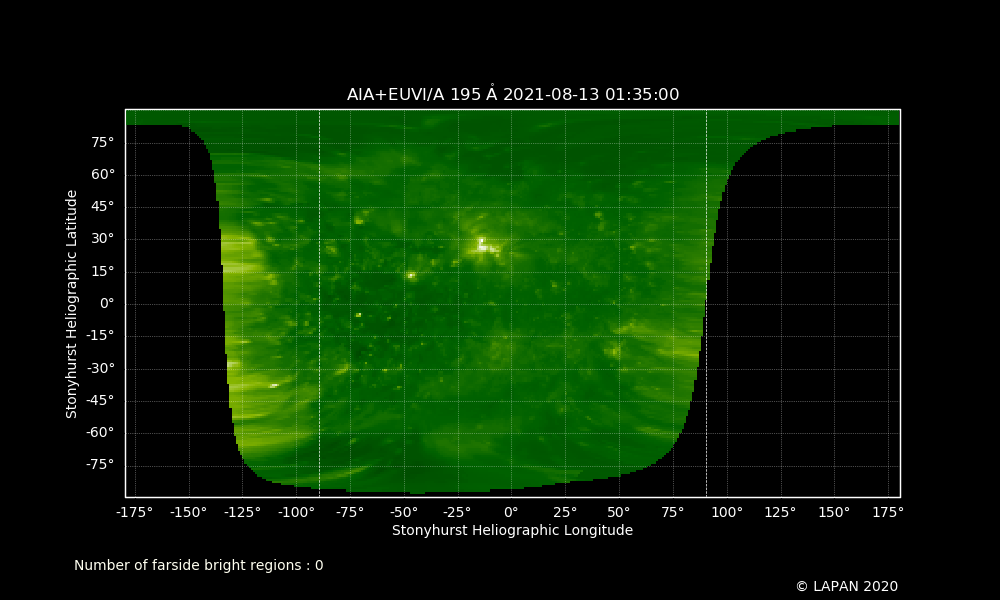 AIA+EUVI/A 195 Å 2021-08-13 01:35:00
75°
60°
45°
30°
15°
0°
-15°
-30°
-45°
-60°
-75°
Stonyhurst Heliographic Latitude
-175° -150° -125° -100° -75° -50° -25° 0° 25° 50° 75° 100° 125° 150° 175°
Stonyhurst Heliographic Longitude
Number of farside bright regions : 0
© LAPAN 2020